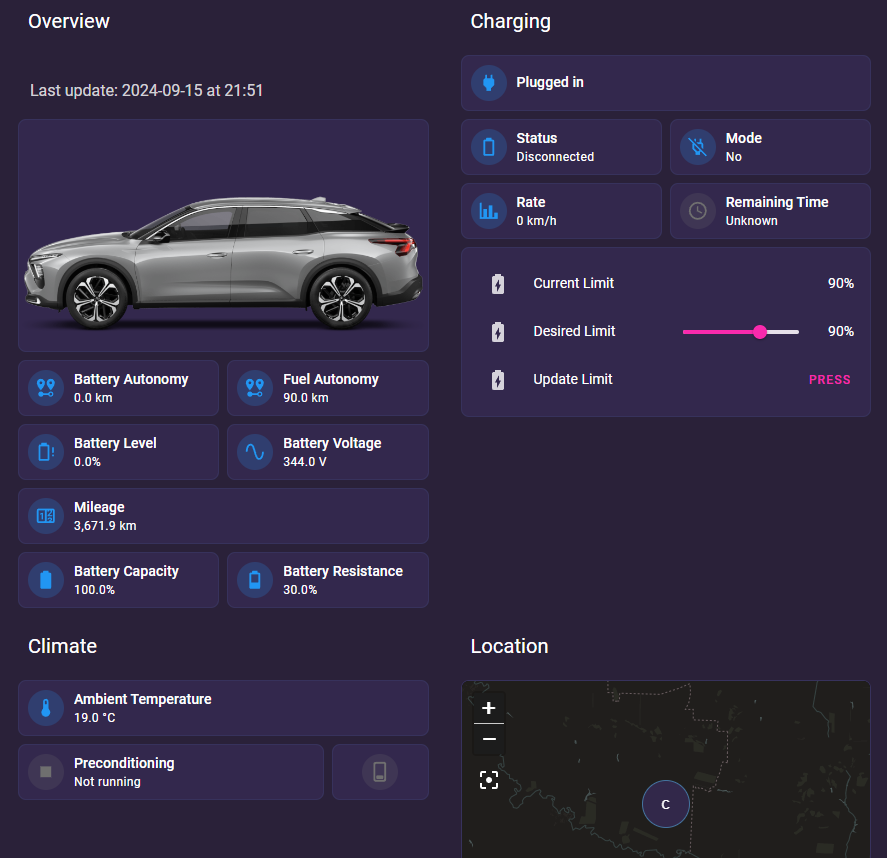 Overview
Last update: 2024-09-15 at 21:51
Battery Autonomy
0.0 km
Fuel Autonomy
90.0 km
Battery Level
0.0%
Battery Voltage
344.0 V
Mileage
3,671.9 km
Battery Capacity
100.0%
Battery Resistance
30.0%
Charging
Plugged in
Status
Disconnected
Mode
No
Rate
0 km/h
Remaining Time
Unknown
Current Limit 90%
Desired Limit 90%
Update Limit PRESS
Climate
Ambient Temperature
19.0 °C
Preconditioning
Not running
Location
+
−
C